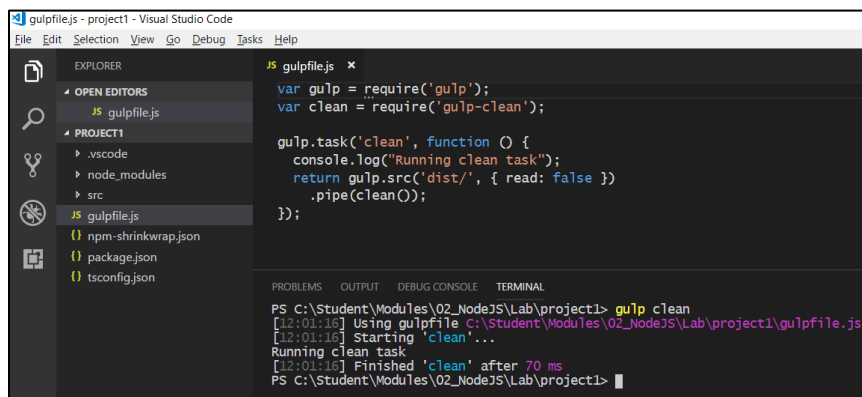 gulpfile.js - project1 - Visual Studio Code
File Edit Selection View Go Debug Tasks Help
EXPLORER
OPEN EDITORS
JS gulpfile.js
PROJECT1
.vscode
node_modules
src
JS gulpfile.js
{} npm-shrinkwrap.json
{} package.json
{} tsconfig.json
JS gulpfile.js ×
var gulp = require('gulp');
var clean = require('gulp-clean');
gulp.task('clean', function () {
console.log("Running clean task");
return gulp.src('dist/', { read: false })
.pipe(clean());
});
PROBLEMS OUTPUT DEBUG CONSOLE TERMINAL
PS C:\Student\Modules\02_NodeJS\Lab\project1> gulp clean
[12:01:16] Using gulpfile C:\Student\Modules\02_NodeJS\Lab\project1\gulpfile.js
[12:01:16] Starting 'clean'...
Running clean task
[12:01:16] Finished 'clean' after 70 ms
PS C:\Student\Modules\02_NodeJS\Lab\project1>